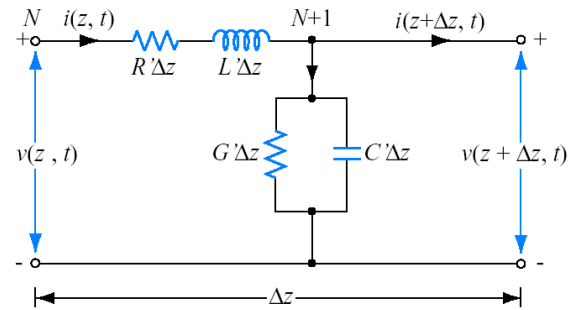 N i(z, t) N+1 i(z+Δz, t)
+ +
R'Δz L'Δz
v(z , t) G'Δz C'Δz v(z + Δz, t)
- -
Δz